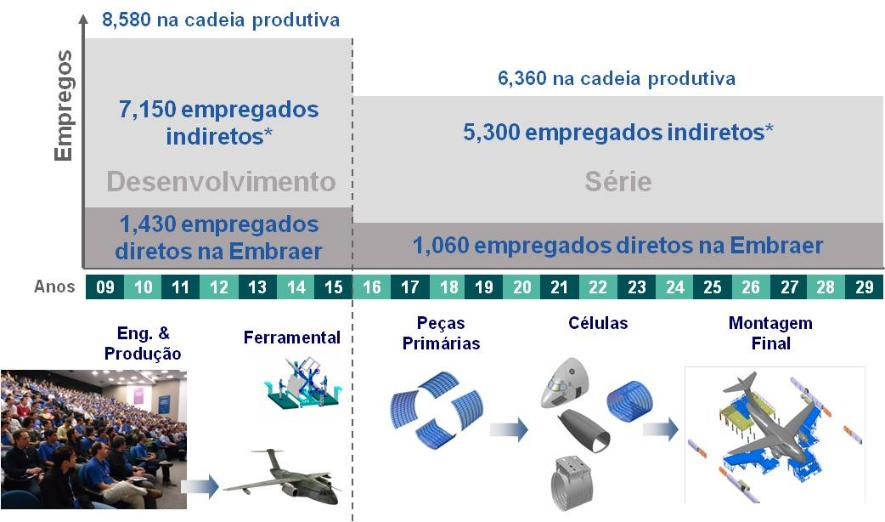 8,580 na cadeia produtiva
Empregos
7,150 empregados
indiretos*
Desenvolvimento
1,430 empregados
diretos na Embraer
6,360 na cadeia produtiva
5,300 empregados indiretos*
Série
1,060 empregados diretos na Embraer
Anos 09 10 11 12 13 14 15 16 17 18 19 20 21 22 23 24 25 26 27 28 29
Eng. &
Produção
Ferramental
Peças
Primárias
Células
Montagem
Final